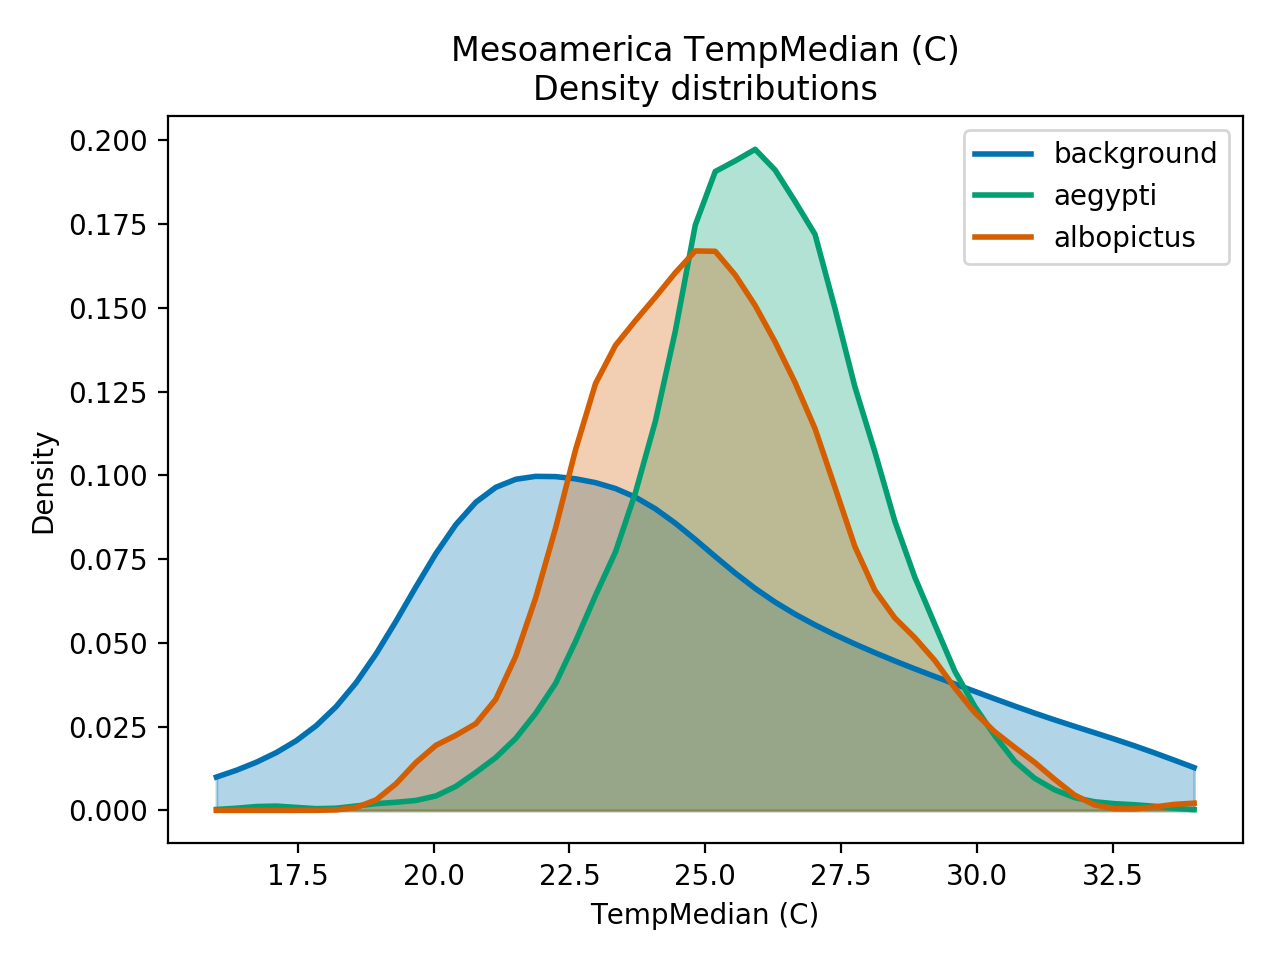 Mesoamerica TempMedian (C)
Density distributions
background
aegypti
albopictus
0.200
0.175
0.150
0.125
0.100
0.075
0.050
0.025
0.000
Density
17.5 20.0 22.5 25.0 27.5 30.0 32.5
TempMedian (C)